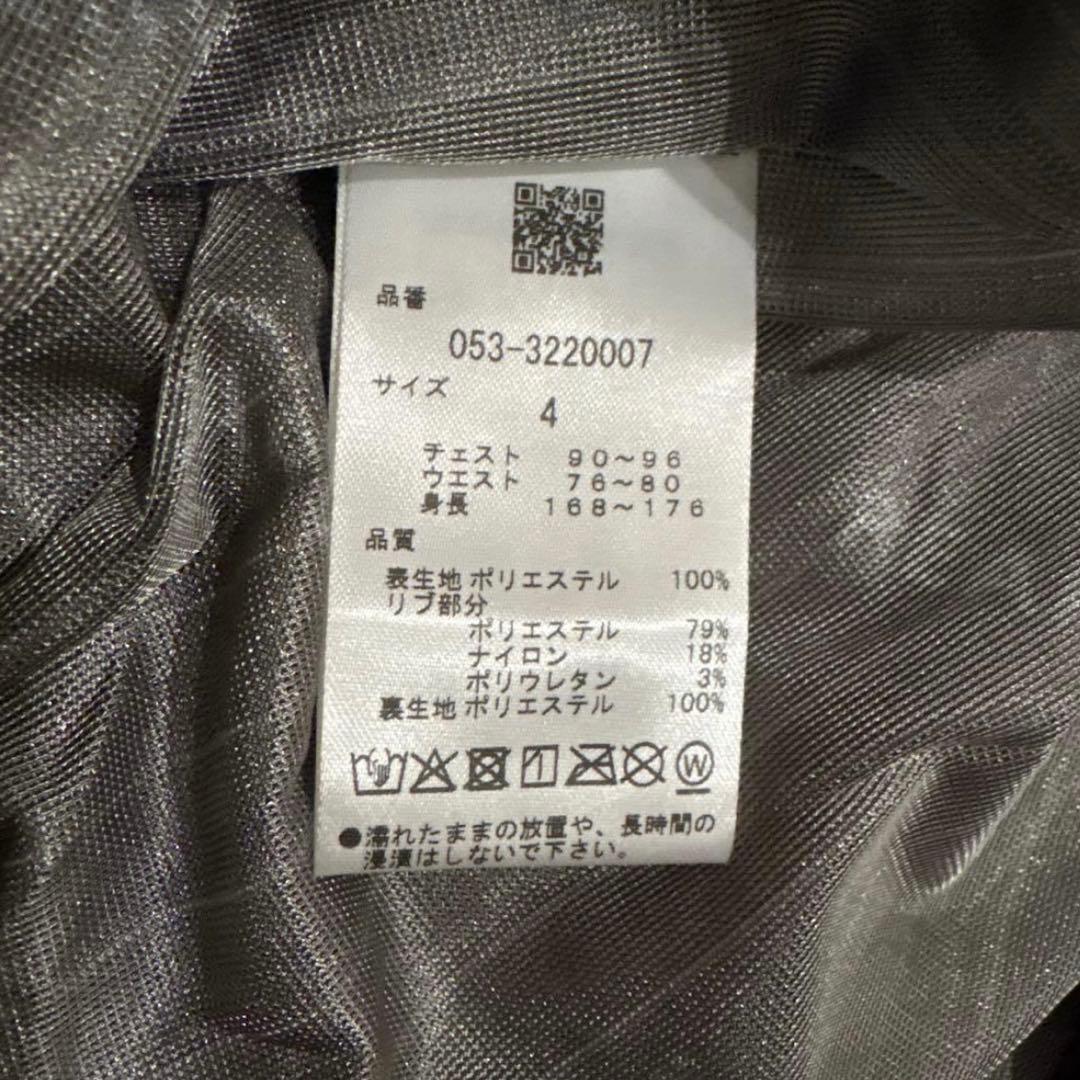 品番
053-3220007
サイズ
4
チェスト 90～96
ウエスト 76～80
身長 168～176
品質
表生地 ポリエステル 100%
リブ部分
ポリエステル 79%
ナイロン 18%
ポリウレタン 3%
裏生地 ポリエステル 100%
W
●濡れたままの放置や、長時間の
浸漬はしないで下さい。